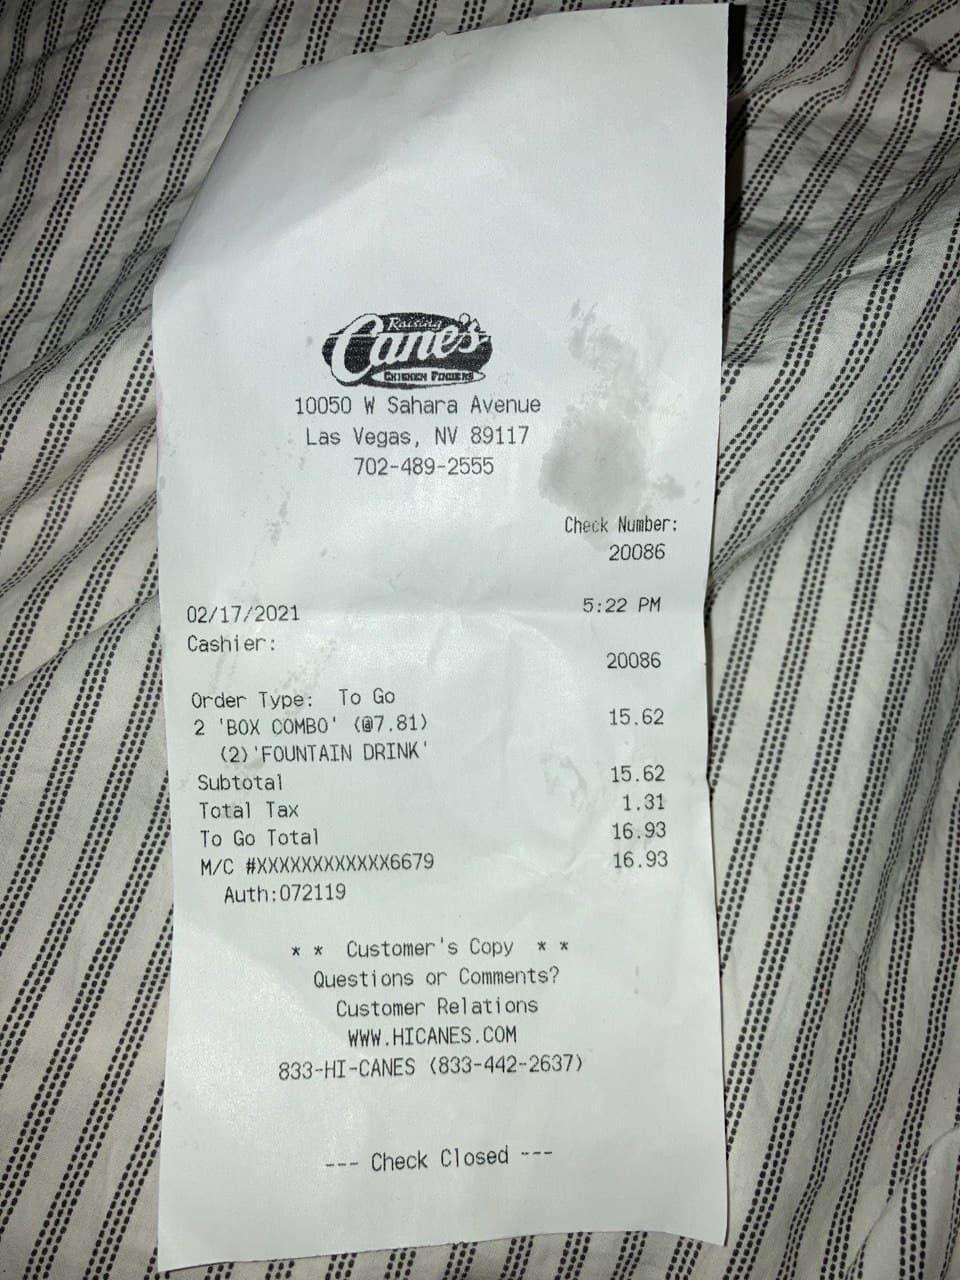 Raising
Cane's
CHICKEN FINGERS
10050 W Sahara Avenue
Las Vegas, NV 89117
702-489-2555
Check Number:
20086
02/17/2021 5:22 PM
Cashier:
20086
Order Type: To Go
2 'BOX COMBO' (@7.81) 15.62
(2)'FOUNTAIN DRINK'
Subtotal 15.62
Total Tax 1.31
To Go Total 16.93
M/C #XXXXXXXXXXXX6679 16.93
Auth:072119
* * Customer's Copy * *
Questions or Comments?
Customer Relations
WWW.HICANES.COM
833-HI-CANES (833-442-2637)
--- Check Closed ---